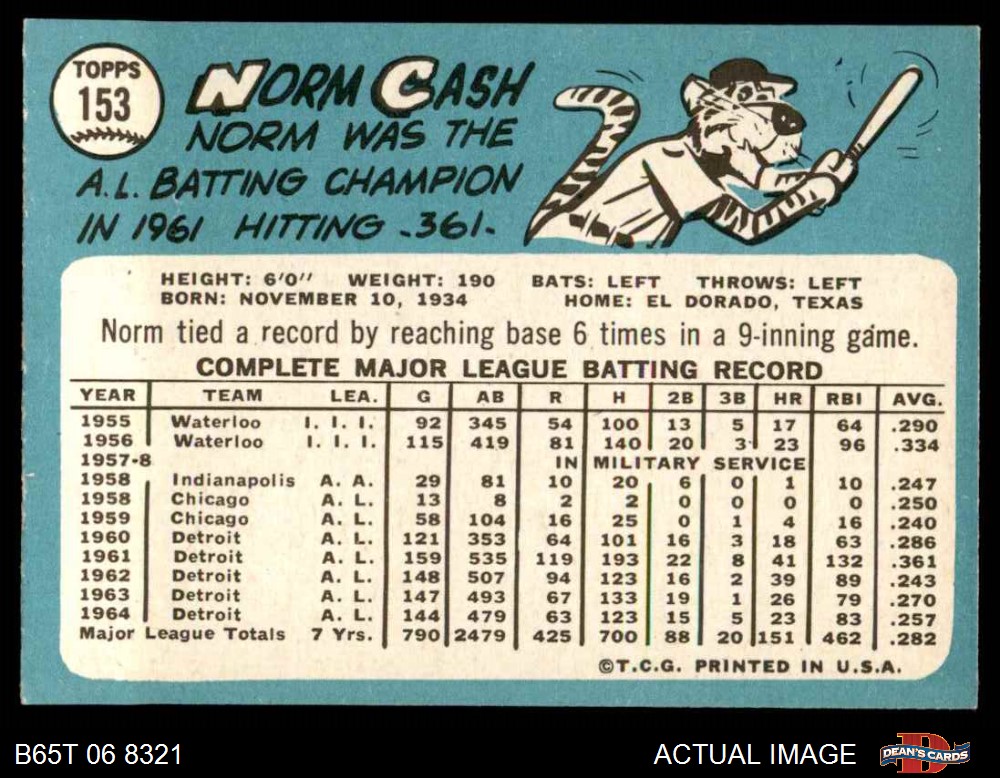 TOPPS
153
NORM CASH
NORM WAS THE
A.L. BATTING CHAMPION
IN 1961 HITTING .361.
HEIGHT: 6'0" WEIGHT: 190 BATS: LEFT THROWS: LEFT
BORN: NOVEMBER 10, 1934 HOME: EL DORADO, TEXAS
Norm tied a record by reaching base 6 times in a 9-inning game.
COMPLETE MAJOR LEAGUE BATTING RECORD
YEAR TEAM LEA. G AB R H 2B 3B HR RBI AVG.
1955 Waterloo I. I. I. 92 345 54 100 13 5 17 64 .290
1956 Waterloo I. I. I. 115 419 81 140 20 3 23 96 .334
1957-8 IN MILITARY SERVICE
1958 Indianapolis A. A. 29 81 10 20 6 0 1 10 .247
1958 Chicago A. L. 13 8 2 2 0 0 0 0 .250
1959 Chicago A. L. 58 104 16 25 0 1 4 16 .240
1960 Detroit A. L. 121 353 64 101 16 3 18 63 .286
1961 Detroit A. L. 159 535 119 193 22 8 41 132 .361
1962 Detroit A. L. 148 507 94 123 16 2 39 89 .243
1963 Detroit A. L. 147 493 67 133 19 1 26 79 .270
1964 Detroit A. L. 144 479 63 123 15 5 23 83 .257
Major League Totals 7 Yrs. 790 2479 425 700 88 20 151 462 .282
©T.C.G. PRINTED IN U.S.A.
B65T 06 8321 ACTUAL IMAGE D DEAN'S CARDS